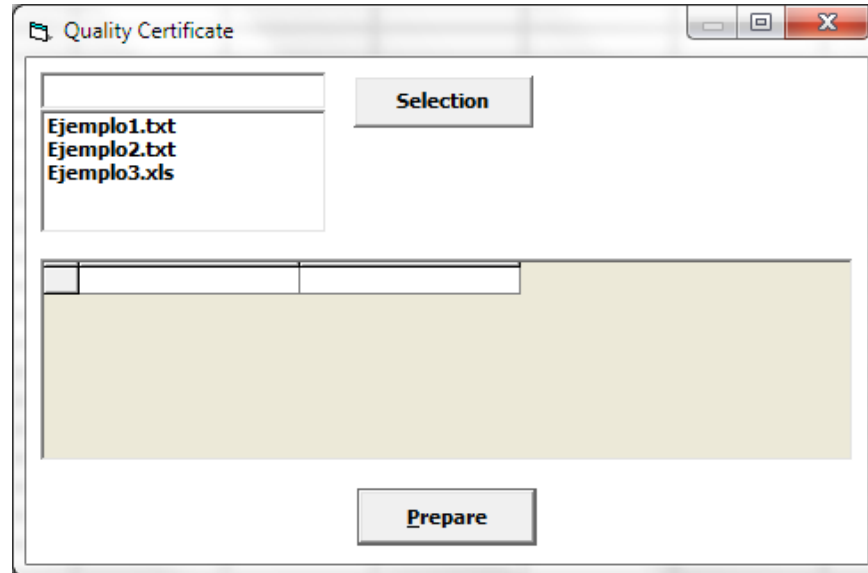 Quality Certificate
Selection
Ejemplo1.txt
Ejemplo2.txt
Ejemplo3.xls
Prepare